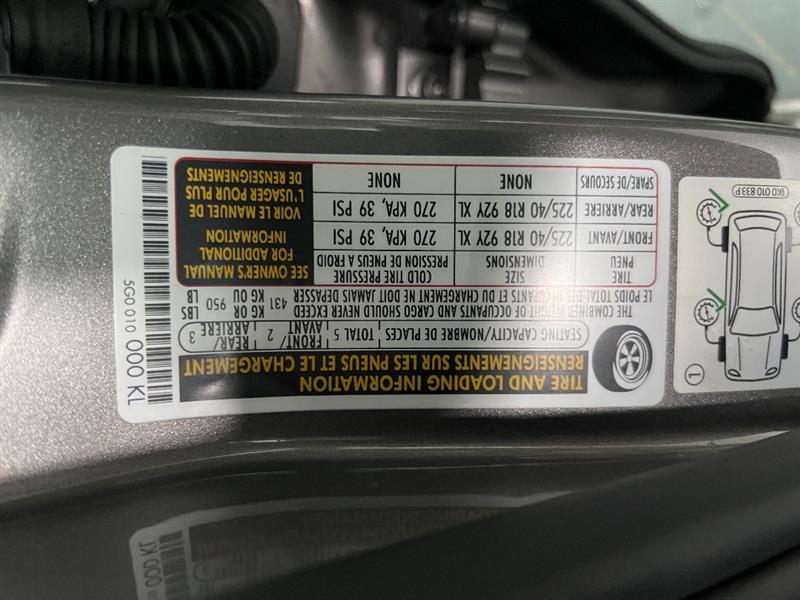 TIRE AND LOADING INFORMATION
RENSEIGNEMENTS SUR LES PNEUS ET LE CHARGEMENT
SEATING CAPACITY/NOMBRE DE PLACES TOTAL 5 FRONT/AVANT 2 REAR/ARRIERE 3
THE COMBINED WEIGHT OF OCCUPANTS AND CARGO SHOULD NEVER EXCEED
LE POIDS TOTAL DES OCCUPANTS ET DU CHARGEMENT NE DOIT JAMAIS DEPASER
431 KG OR KG OU 950 LBS LB
TIRE PNEU
SIZE DIMENSIONS
COLD TIRE PRESSURE PRESSION DE PNEUS A FROID
FRONT/AVANT 225/40 R18 92Y XL 270 KPA, 39 PSI
REAR/ARRIERE 225/40 R18 92Y XL 270 KPA, 39 PSI
SPARE/DE SECOURS NONE NONE
SEE OWNER'S MANUAL
FOR ADDITIONAL
INFORMATION
VOIR LE MANUEL DE
L'USAGER POUR PLUS
DE RENSEIGNEMENTS
5G0 010 000 KL
1
1K0 010 833 P
000 KL